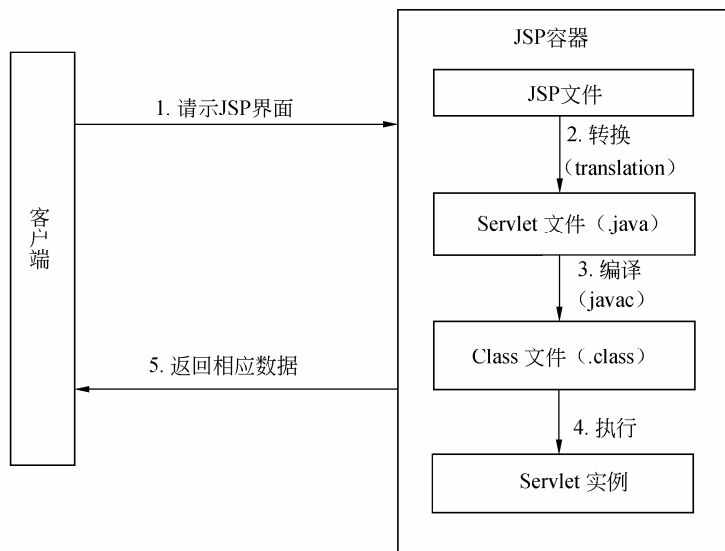 JSP容器
JSP文件
1. 请示JSP界面
2. 转换
（translation）
客户端
Servlet 文件（.java）
3. 编译
（javac）
Class 文件（.class）
5. 返回相应数据
4. 执行
Servlet 实例